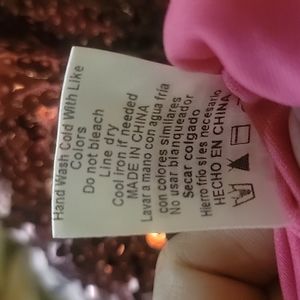 Hand Wash Cold With Like
Colors
Do not bleach
Line dry
Cool iron if needed
MADE IN CHINA
Lavar a mano con agua fría
con colores similares
No usar blanqueador
Secar colgado
Hierro frío si es necesario
HECHO EN CHINA